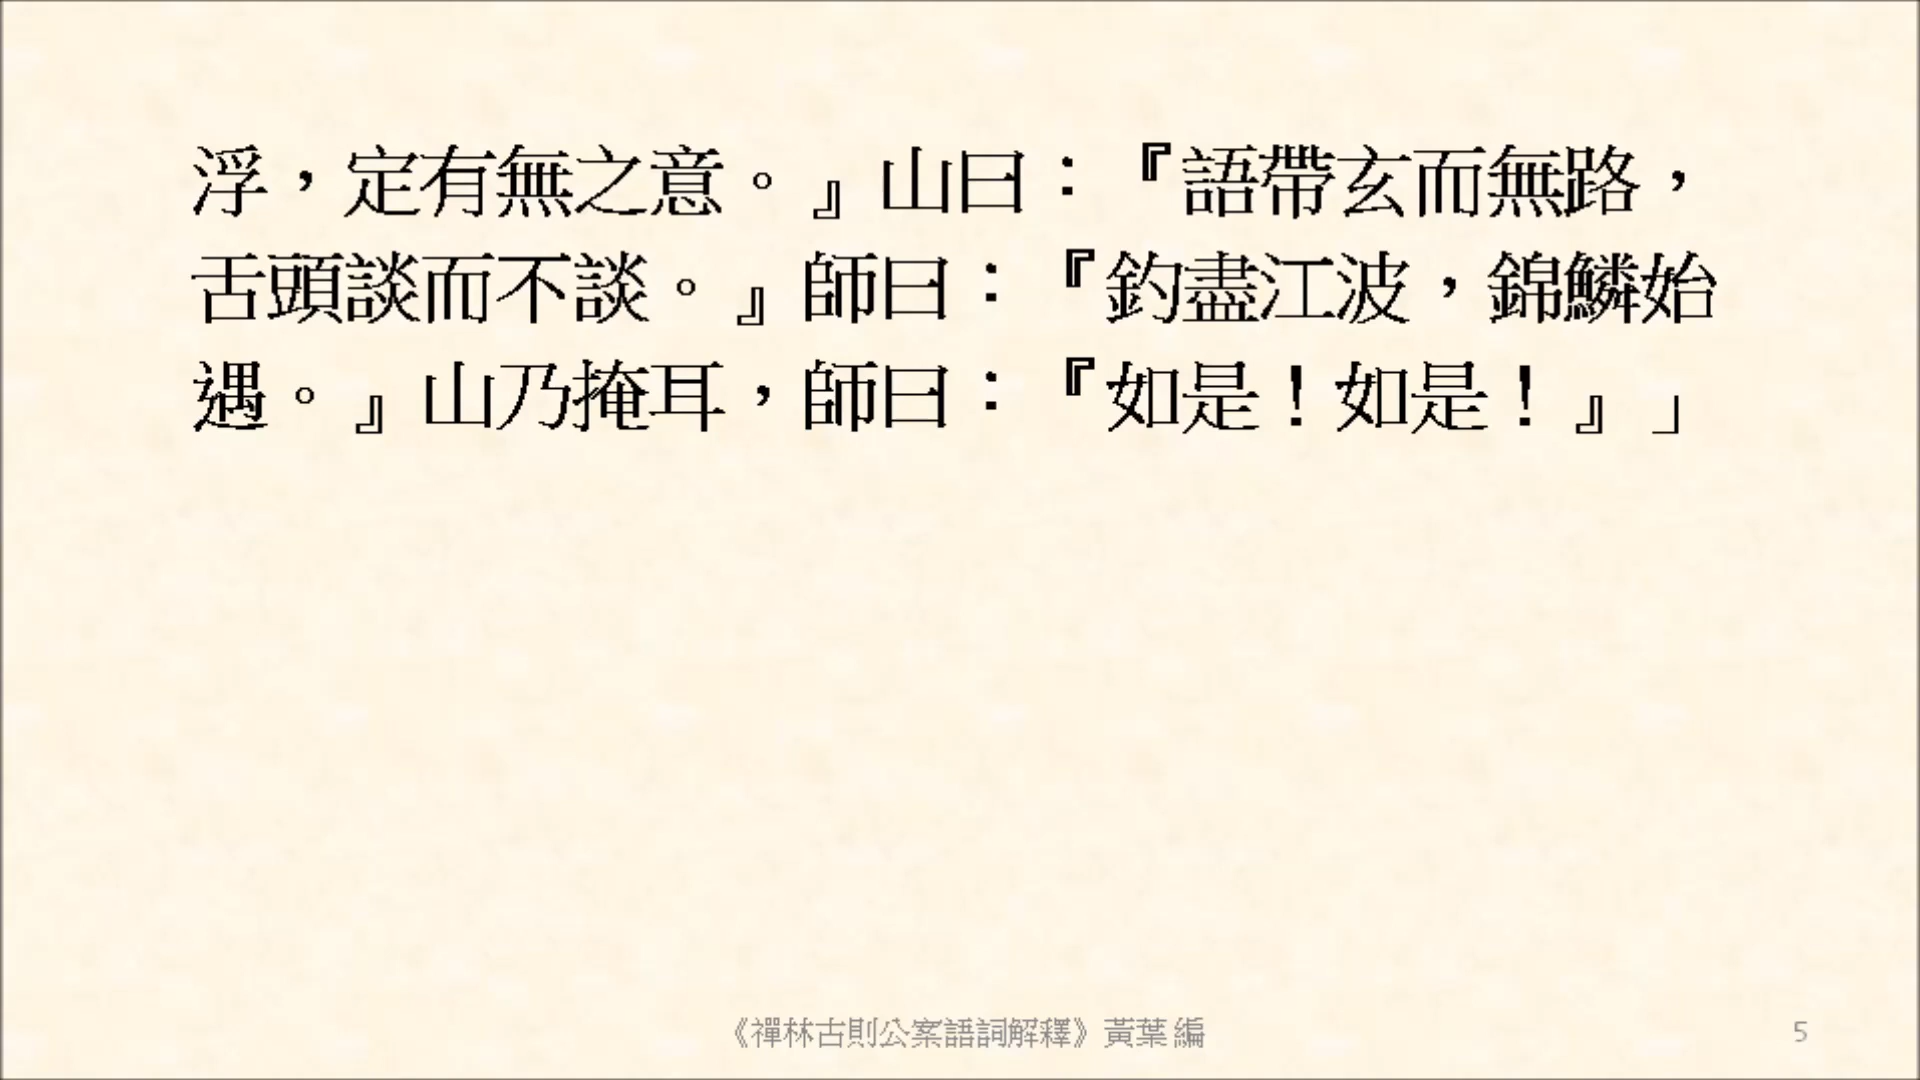 浮，定有無之意。』山曰：『語帶玄而無路，
舌頭談而不談。』師曰：『釣盡江波，錦鱗始
遇。』山乃掩耳，師曰：『如是！如是！』」
《禪林古則公案語詞解釋》黃葉 編
5